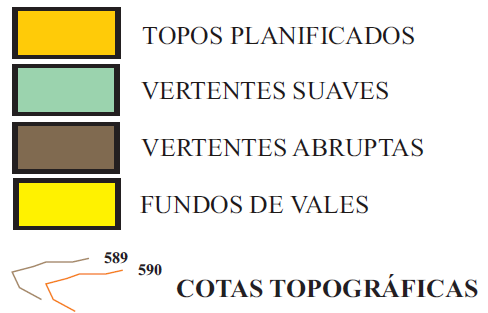 TOPOS PLANIFICADOS
VERTENTES SUAVES
VERTENTES ABRUPTAS
FUNDOS DE VALES
589
590
COTAS TOPOGRÁFICAS